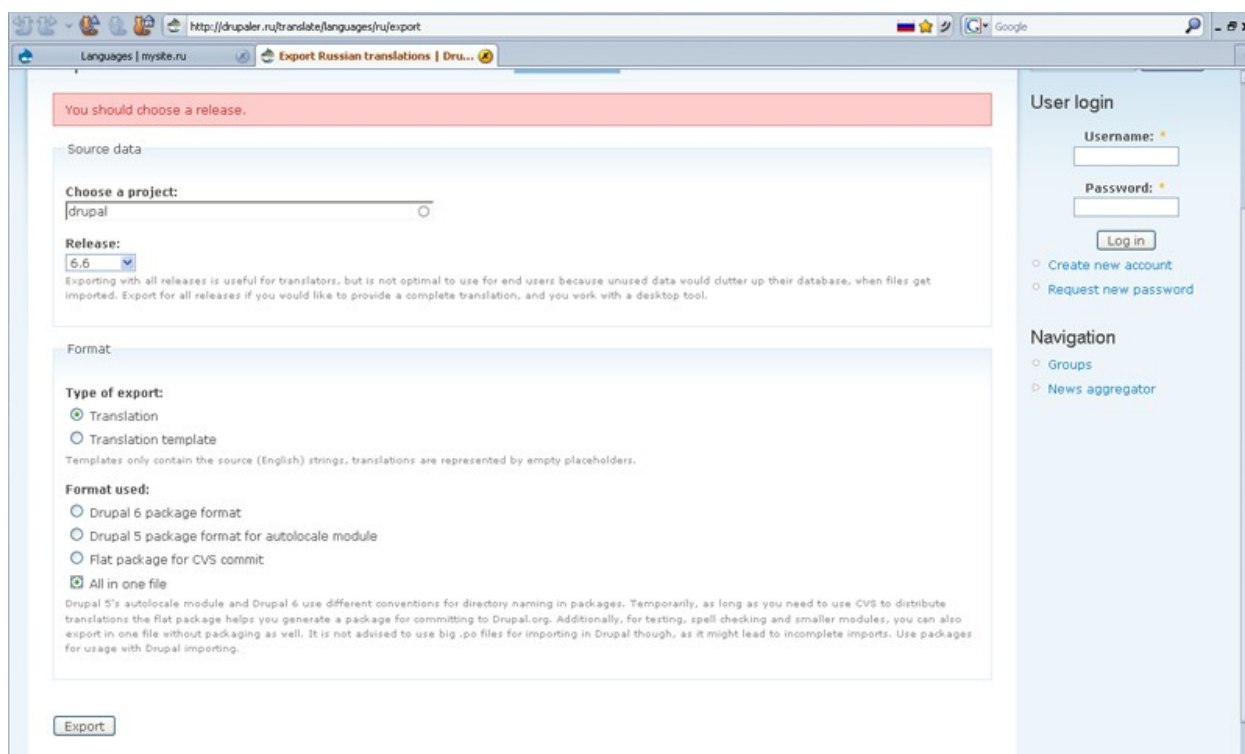 http://drupaler.ru/translate/languages/ru/export
Google
Languages | mysite.ru
Export Russian translations | Dru...
You should choose a release.
Source data
Choose a project:
drupal
Release:
6.6
Exporting with all releases is useful for translators, but is not optimal to use for end users because unused data would clutter up their database, when files get
imported. Export for all releases if you would like to provide a complete translation, and you work with a desktop tool.
Format
Type of export:
Translation
Translation template
Templates only contain the source (English) strings, translations are represented by empty placeholders.
Format used:
Drupal 6 package format
Drupal 5 package format for autolocale module
Flat package for CVS commit
All in one file
Drupal 5's autolocale module and Drupal 6 use different conventions for directory naming in packages. Temporarily, as long as you need to use CVS to distribute
translations the flat package helps you generate a package for committing to Drupal.org. Additionally, for testing, spell checking and smaller modules, you can also
export in one file without packaging as well. It is not advised to use big .po files for importing in Drupal though, as it might lead to incomplete imports. Use packages
for usage with Drupal importing.
Export
User login
Username: *
Password: *
Log in
Create new account
Request new password
Navigation
Groups
News aggregator